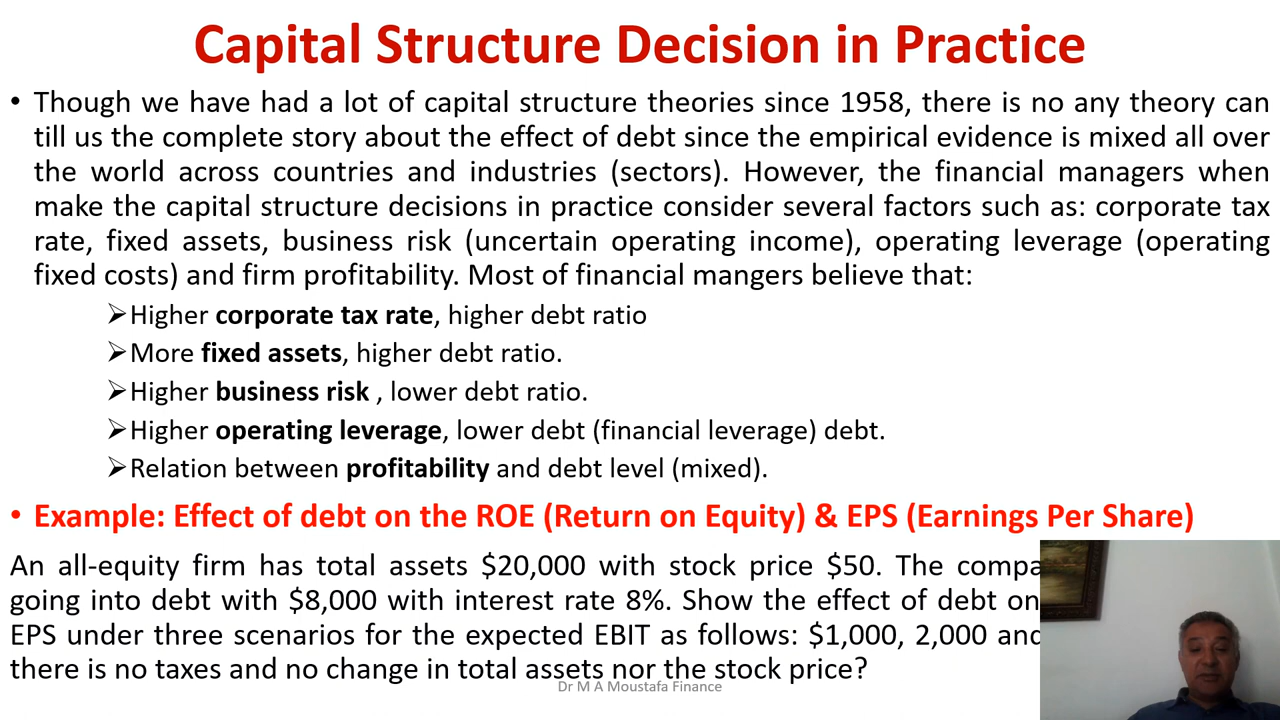 Capital Structure Decision in Practice
• Though we have had a lot of capital structure theories since 1958, there is no any theory can
till us the complete story about the effect of debt since the empirical evidence is mixed all over
the world across countries and industries (sectors). However, the financial managers when
make the capital structure decisions in practice consider several factors such as: corporate tax
rate, fixed assets, business risk (uncertain operating income), operating leverage (operating
fixed costs) and firm profitability. Most of financial mangers believe that:
➢Higher corporate tax rate, higher debt ratio
➢More fixed assets, higher debt ratio.
➢Higher business risk , lower debt ratio.
➢Higher operating leverage, lower debt (financial leverage) debt.
➢Relation between profitability and debt level (mixed).
• Example: Effect of debt on the ROE (Return on Equity) & EPS (Earnings Per Share)
An all-equity firm has total assets $20,000 with stock price $50. The
going into debt with $8,000 with interest rate 8%. Show the effect of debt on
EPS under three scenarios for the expected EBIT as follows: $1,000, 2,000 and
there is no taxes and no change in total assets nor the stock price?
Dr M A Moustafa Finance